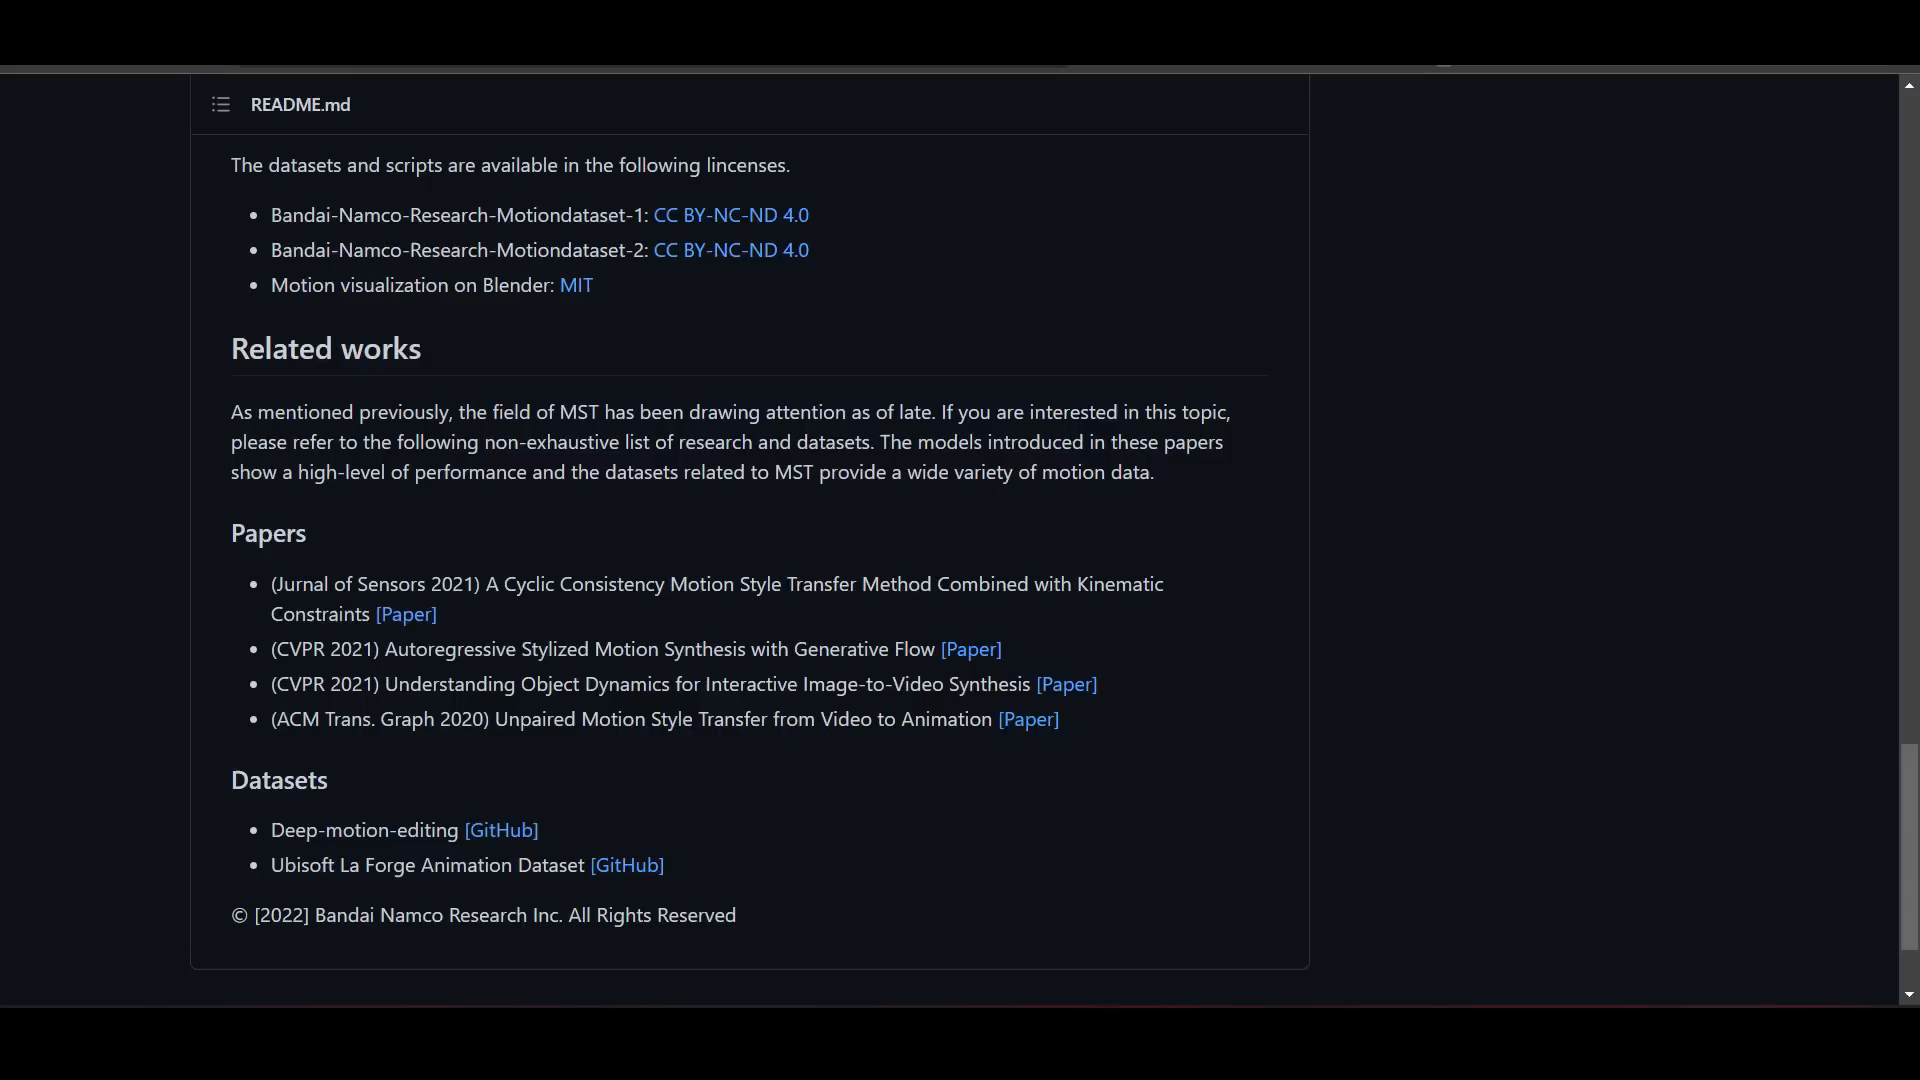 README.md
The datasets and scripts are available in the following lincenses.
Bandai-Namco-Research-Motiondataset-1: CC BY-NC-ND 4.0
Bandai-Namco-Research-Motiondataset-2: CC BY-NC-ND 4.0
Motion visualization on Blender: MIT
Related works
As mentioned previously, the field of MST has been drawing attention as of late. If you are interested in this topic,
please refer to the following non-exhaustive list of research and datasets. The models introduced in these papers
show a high-level of performance and the datasets related to MST provide a wide variety of motion data.
Papers
(Jurnal of Sensors 2021) A Cyclic Consistency Motion Style Transfer Method Combined with Kinematic
Constraints [Paper]
(CVPR 2021) Autoregressive Stylized Motion Synthesis with Generative Flow [Paper]
(CVPR 2021) Understanding Object Dynamics for Interactive Image-to-Video Synthesis [Paper]
(ACM Trans. Graph 2020) Unpaired Motion Style Transfer from Video to Animation [Paper]
Datasets
Deep-motion-editing [GitHub]
Ubisoft La Forge Animation Dataset [GitHub]
© [2022] Bandai Namco Research Inc. All Rights Reserved